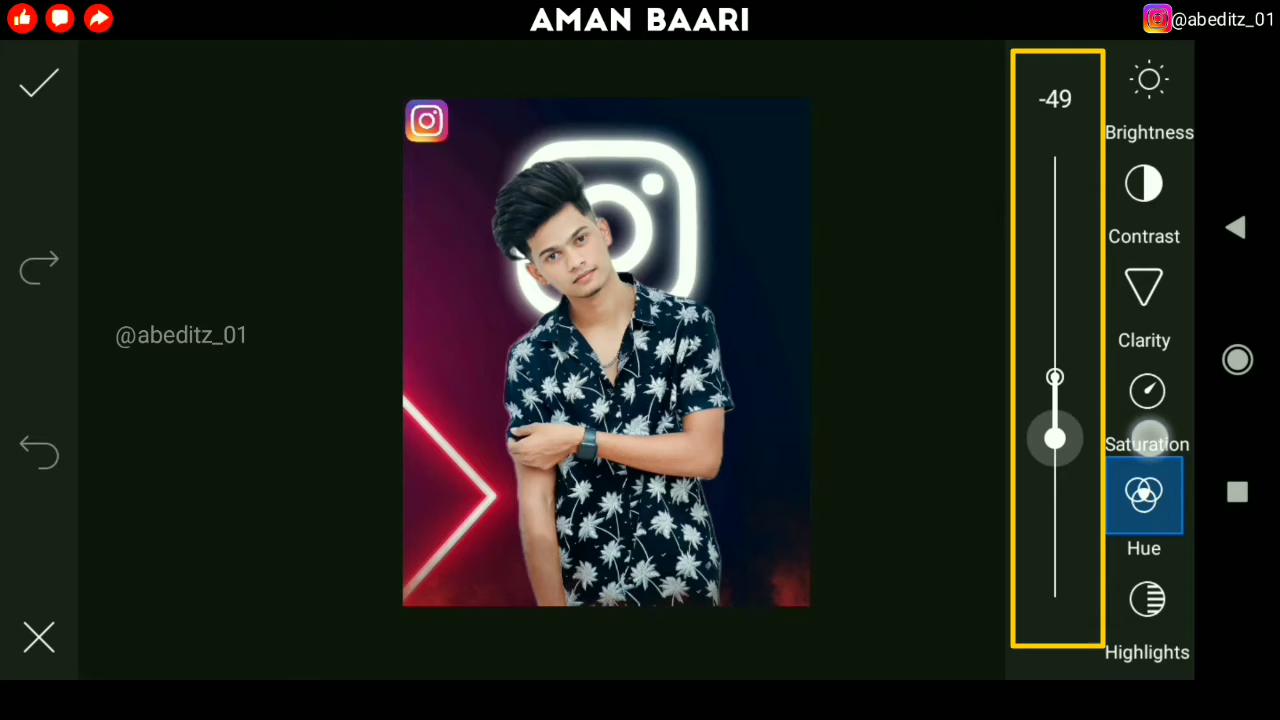 AMAN BAARI
@abeditz_01
-49
Brightness
Contrast
Clarity
@abeditz_01
Saturation
Hue
Highlights